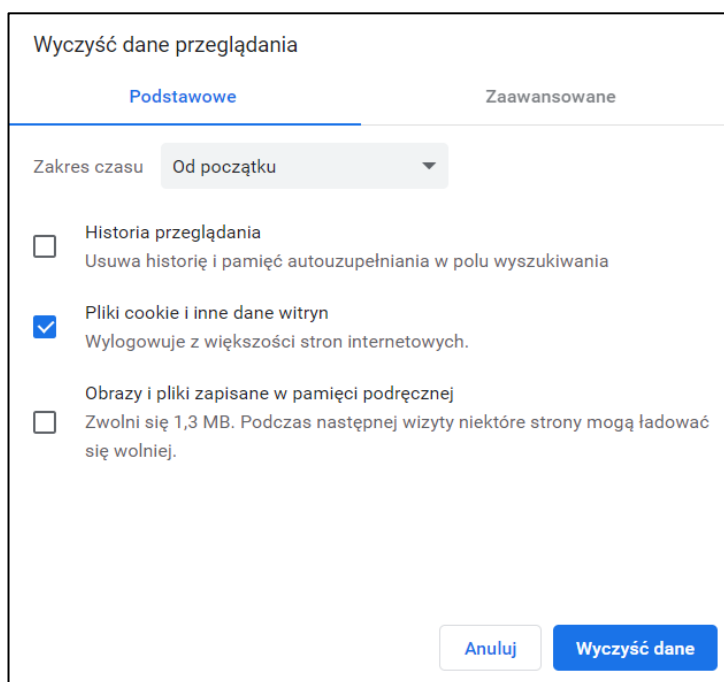 Wyczyść dane przeglądania
Podstawowe
Zaawansowane
Zakres czasu
Od początku
Historia przeglądania
Usuwa historię i pamięć autouzupełniania w polu wyszukiwania
Pliki cookie i inne dane witryn
Wylogowuje z większości stron internetowych.
Obrazy i pliki zapisane w pamięci podręcznej
Zwolni się 1,3 MB. Podczas następnej wizyty niektóre strony mogą ładować
się wolniej.
Anuluj
Wyczyść dane